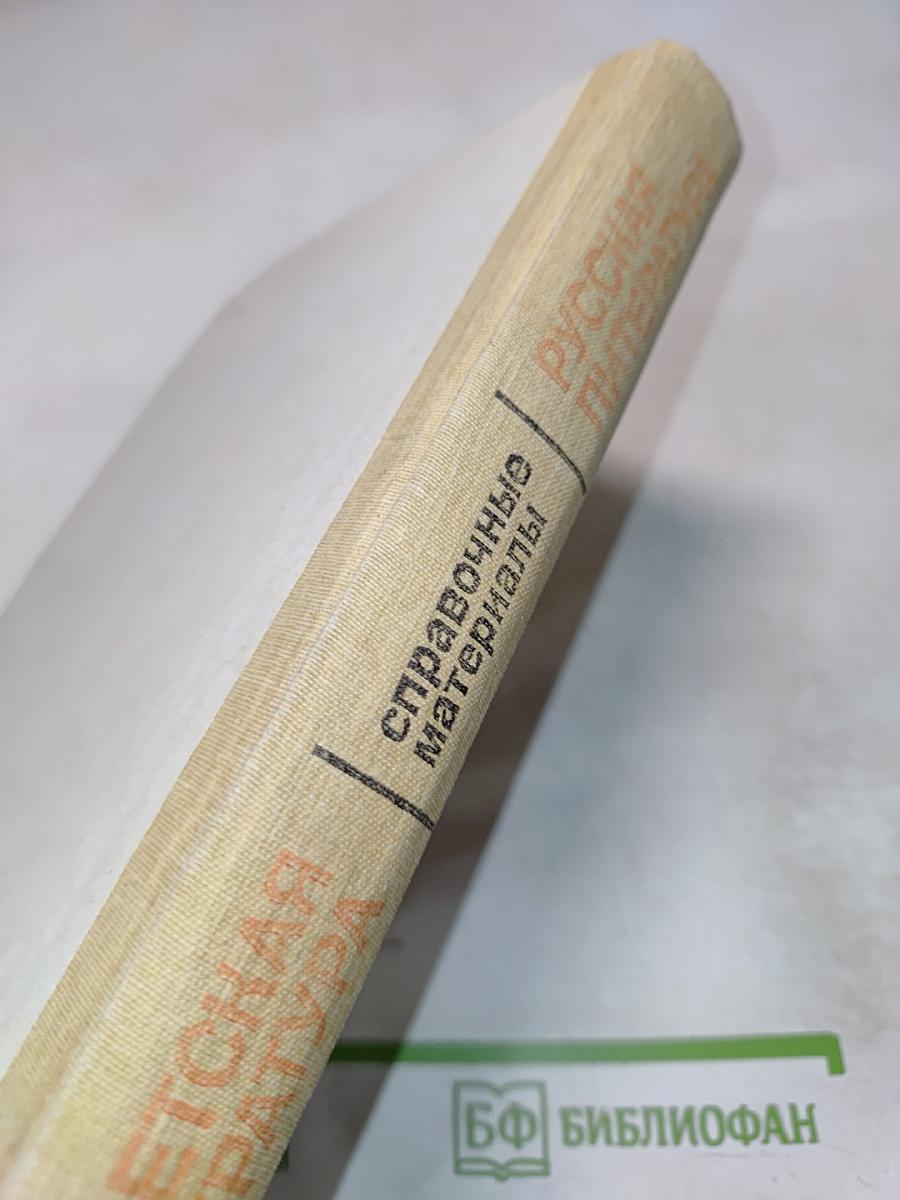 ЕТСКАЯ
РАТУРА
справочные
материалы
РУССКАЯ
ЛИТЕРАТУРА
БФ БИБЛИОФАН